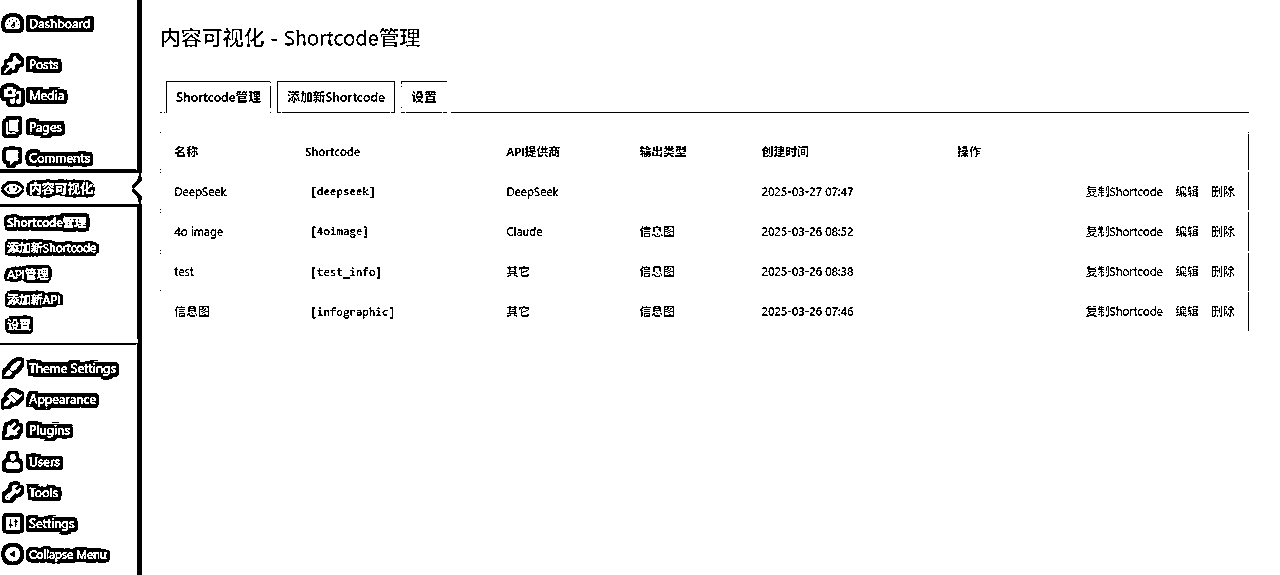 Dashboard
Posts
Media
Pages
Comments
内容可视化
Shortcode管理
添加新Shortcode
API管理
添加新API
设置
Theme Settings
Appearance
Plugins
Users
Tools
Settings
Collapse Menu
内容可视化 - Shortcode管理
Shortcode管理 添加新Shortcode 设置
名称 Shortcode API提供商 输出类型 创建时间 操作
DeepSeek [deepseek] DeepSeek 2025-03-27 07:47 复制Shortcode 编辑 删除
4o image [4oimage] Claude 信息图 2025-03-26 08:52 复制Shortcode 编辑 删除
test [test_info] 其它 信息图 2025-03-26 08:38 复制Shortcode 编辑 删除
信息图 [infographic] 其它 信息图 2025-03-26 07:46 复制Shortcode 编辑 删除